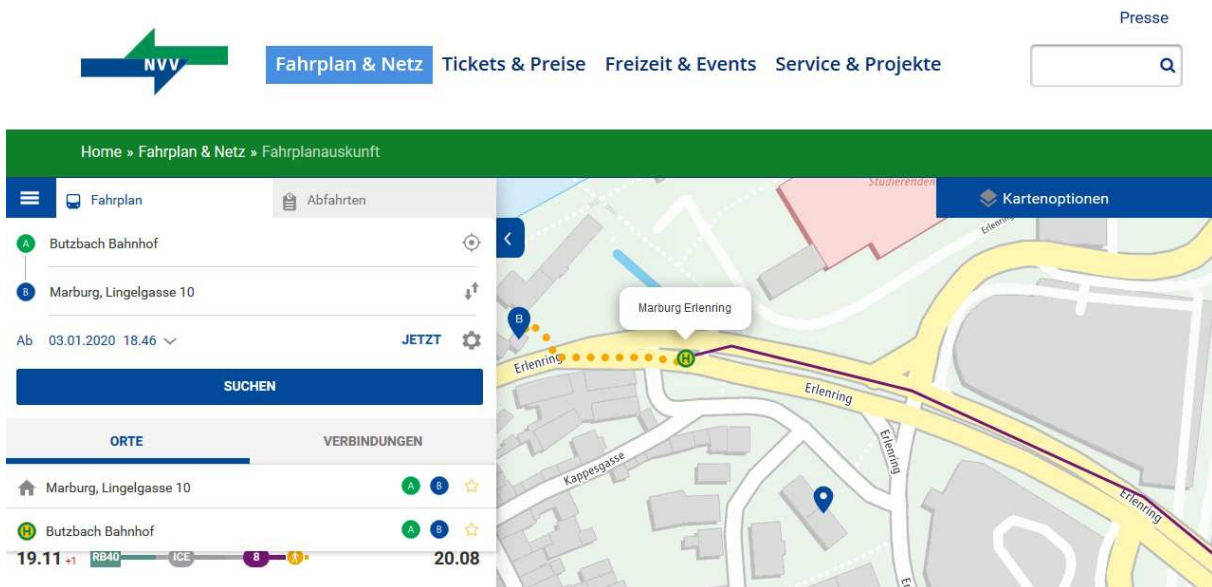 Presse
NVV
Fahrplan & Netz Tickets & Preise Freizeit & Events Service & Projekte
Home » Fahrplan & Netz » Fahrplanauskunft
Fahrplan
Abfahrten
A Butzbach Bahnhof
B Marburg, Lingelgasse 10
Ab 03.01.2020 18.46 JETZT
SUCHEN
ORTE
VERBINDUNGEN
Marburg, Lingelgasse 10 A B
H Butzbach Bahnhof A B
19.11 +1 RB40 ICE 8 20.08
Studierenden
Kartenoptionen
Marburg Erlenring
B
H
Erlenring
Erlenring
Erlenring
Kappesgasse
Erlenring